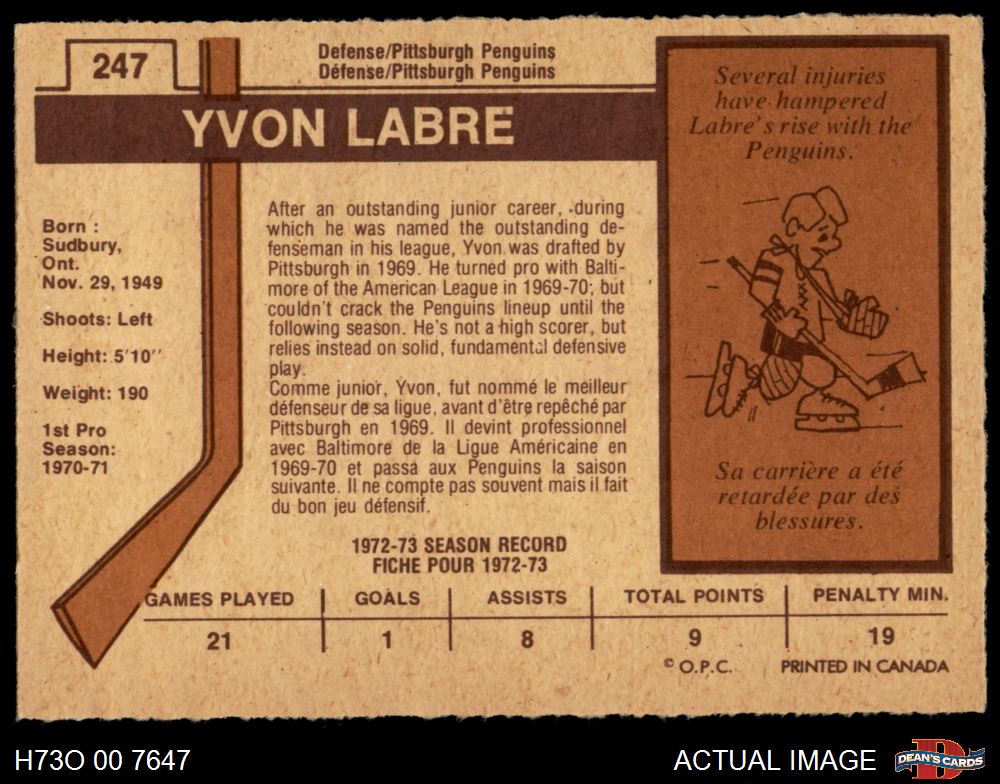 247
Defense/Pittsburgh Penguins
Défense/Pittsburgh Penguins
YVON LABRE
Born :
Sudbury,
Ont.
Nov. 29, 1949
Shoots: Left
Height: 5'10''
Weight: 190
1st Pro
Season:
1970-71
After an outstanding junior career, during
which he was named the outstanding de-
fenseman in his league, Yvon was drafted by
Pittsburgh in 1969. He turned pro with Balti-
more of the American League in 1969-70; but
couldn't crack the Penguins lineup until the
following season. He's not a high scorer, but
relies instead on solid, fundamental defensive
play.
Comme junior, Yvon, fut nommé le meilleur
défenseur de sa ligue, avant d'être repêché par
Pittsburgh en 1969. Il devint professionnel
avec Baltimore de la Ligue Américaine en
1969-70 et passa aux Penguins la saison
suivante. Il ne compte pas souvent mais il fait
du bon jeu défensif.
Several injuries
have hampered
Labre's rise with the
Penguins.
Sa carrière a été
retardée par des
blessures.
1972-73 SEASON RECORD
FICHE POUR 1972-73
GAMES PLAYED GOALS ASSISTS TOTAL POINTS PENALTY MIN.
21 1 8 9 19
© O.P.C. PRINTED IN CANADA
H73O 00 7647
ACTUAL IMAGE
DEAN'S CARDS